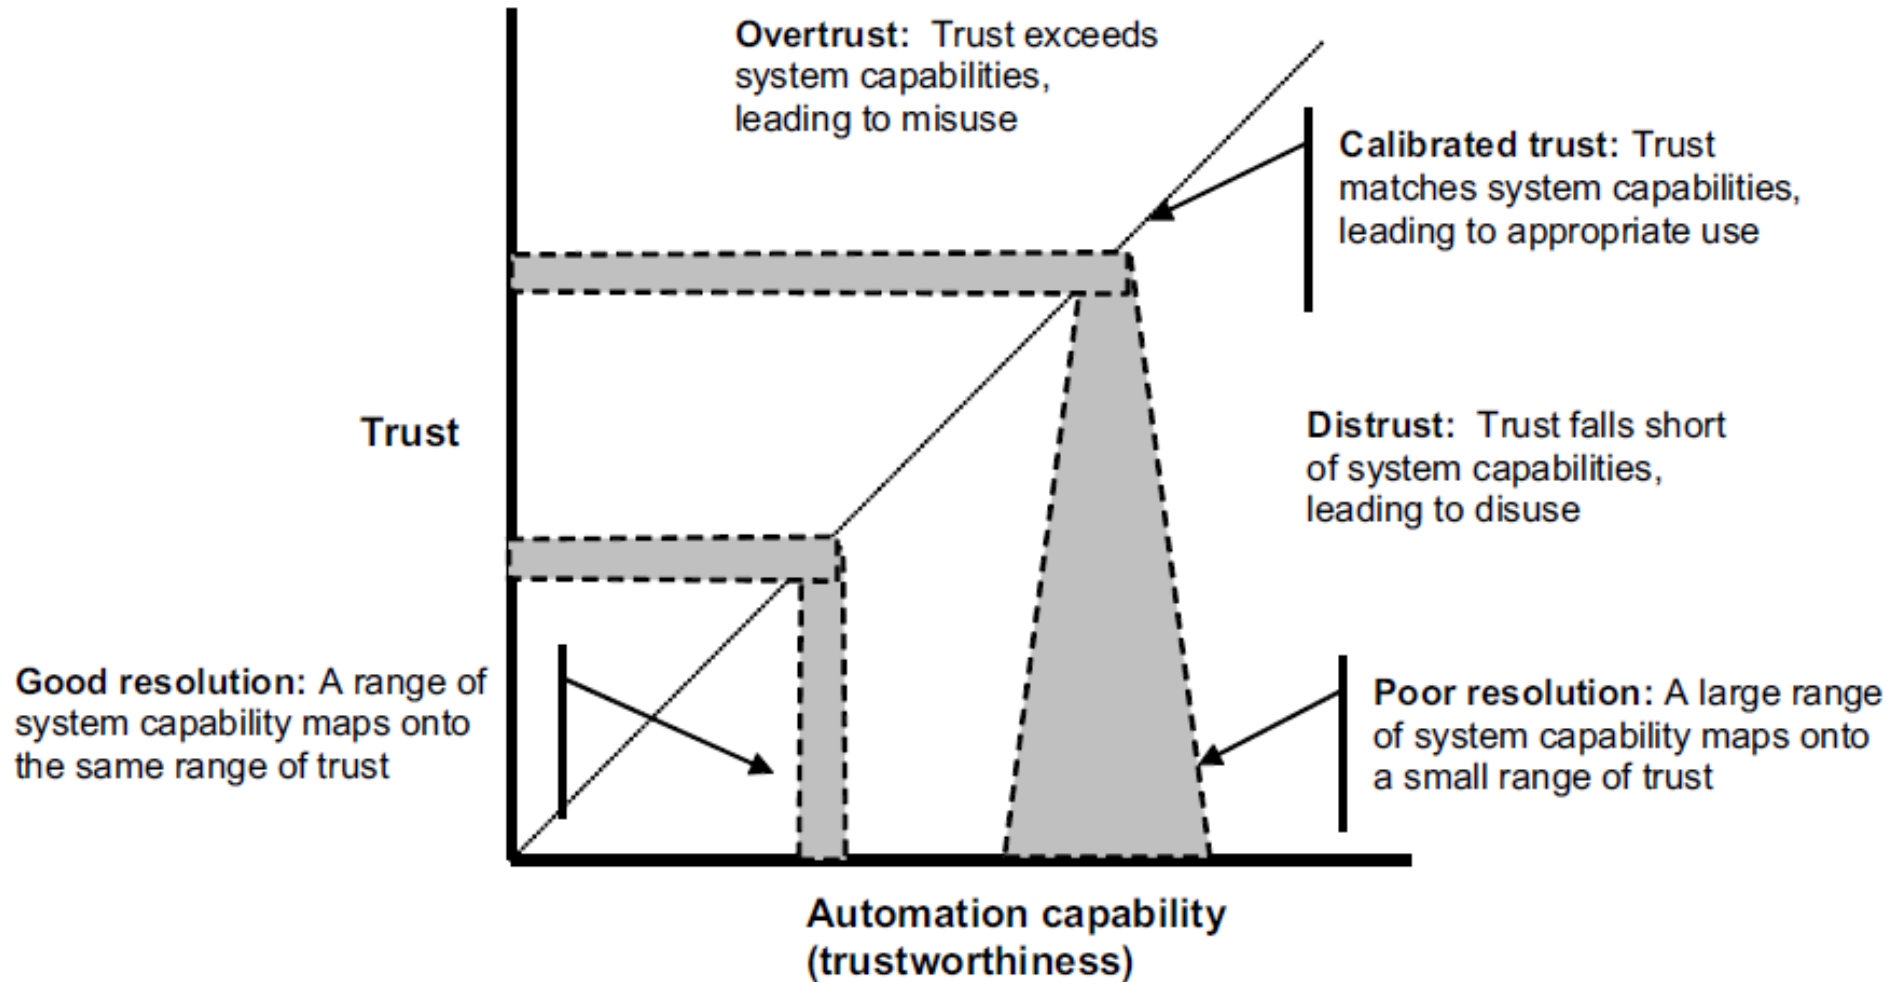 Overtrust: Trust exceeds
system capabilities,
leading to misuse
Calibrated trust: Trust
matches system capabilities,
leading to appropriate use
Trust
Distrust: Trust falls short
of system capabilities,
leading to disuse
Good resolution: A range of
system capability maps onto
the same range of trust
Poor resolution: A large range
of system capability maps onto
a small range of trust
Automation capability
(trustworthiness)